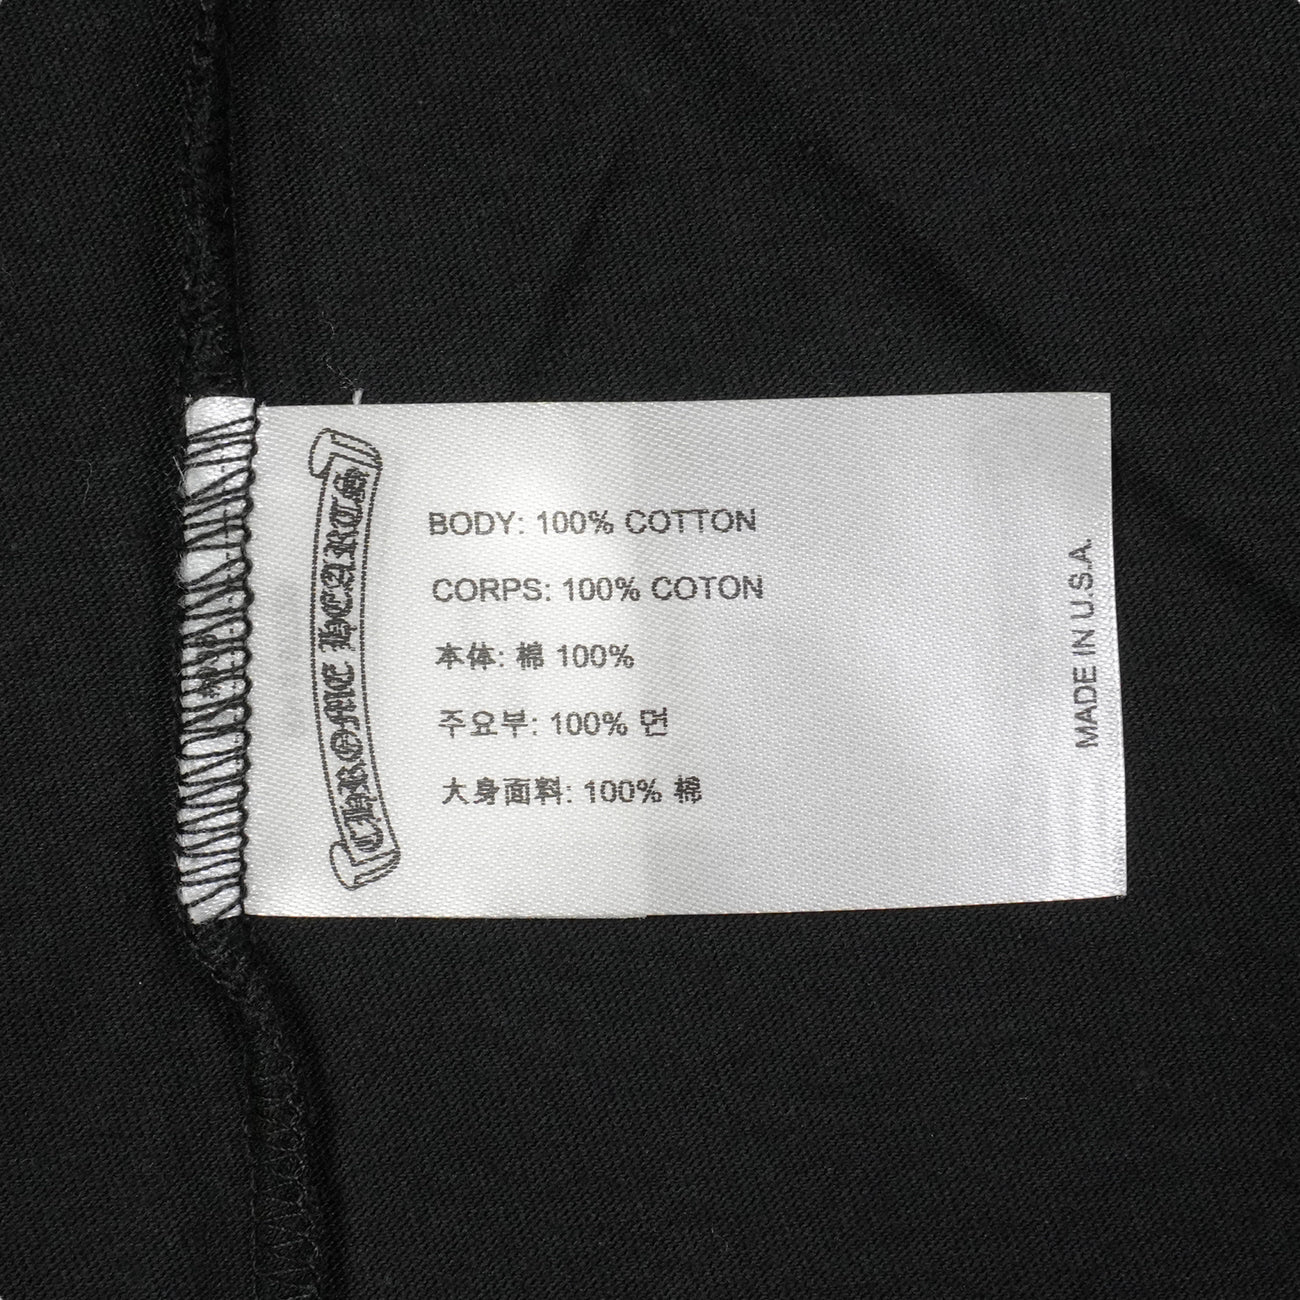 CHROME HEARTS
BODY: 100% COTTON
CORPS: 100% COTON
本体: 棉 100%
주요부: 100% 면
大身面料: 100% 棉
MADE IN U.S.A.